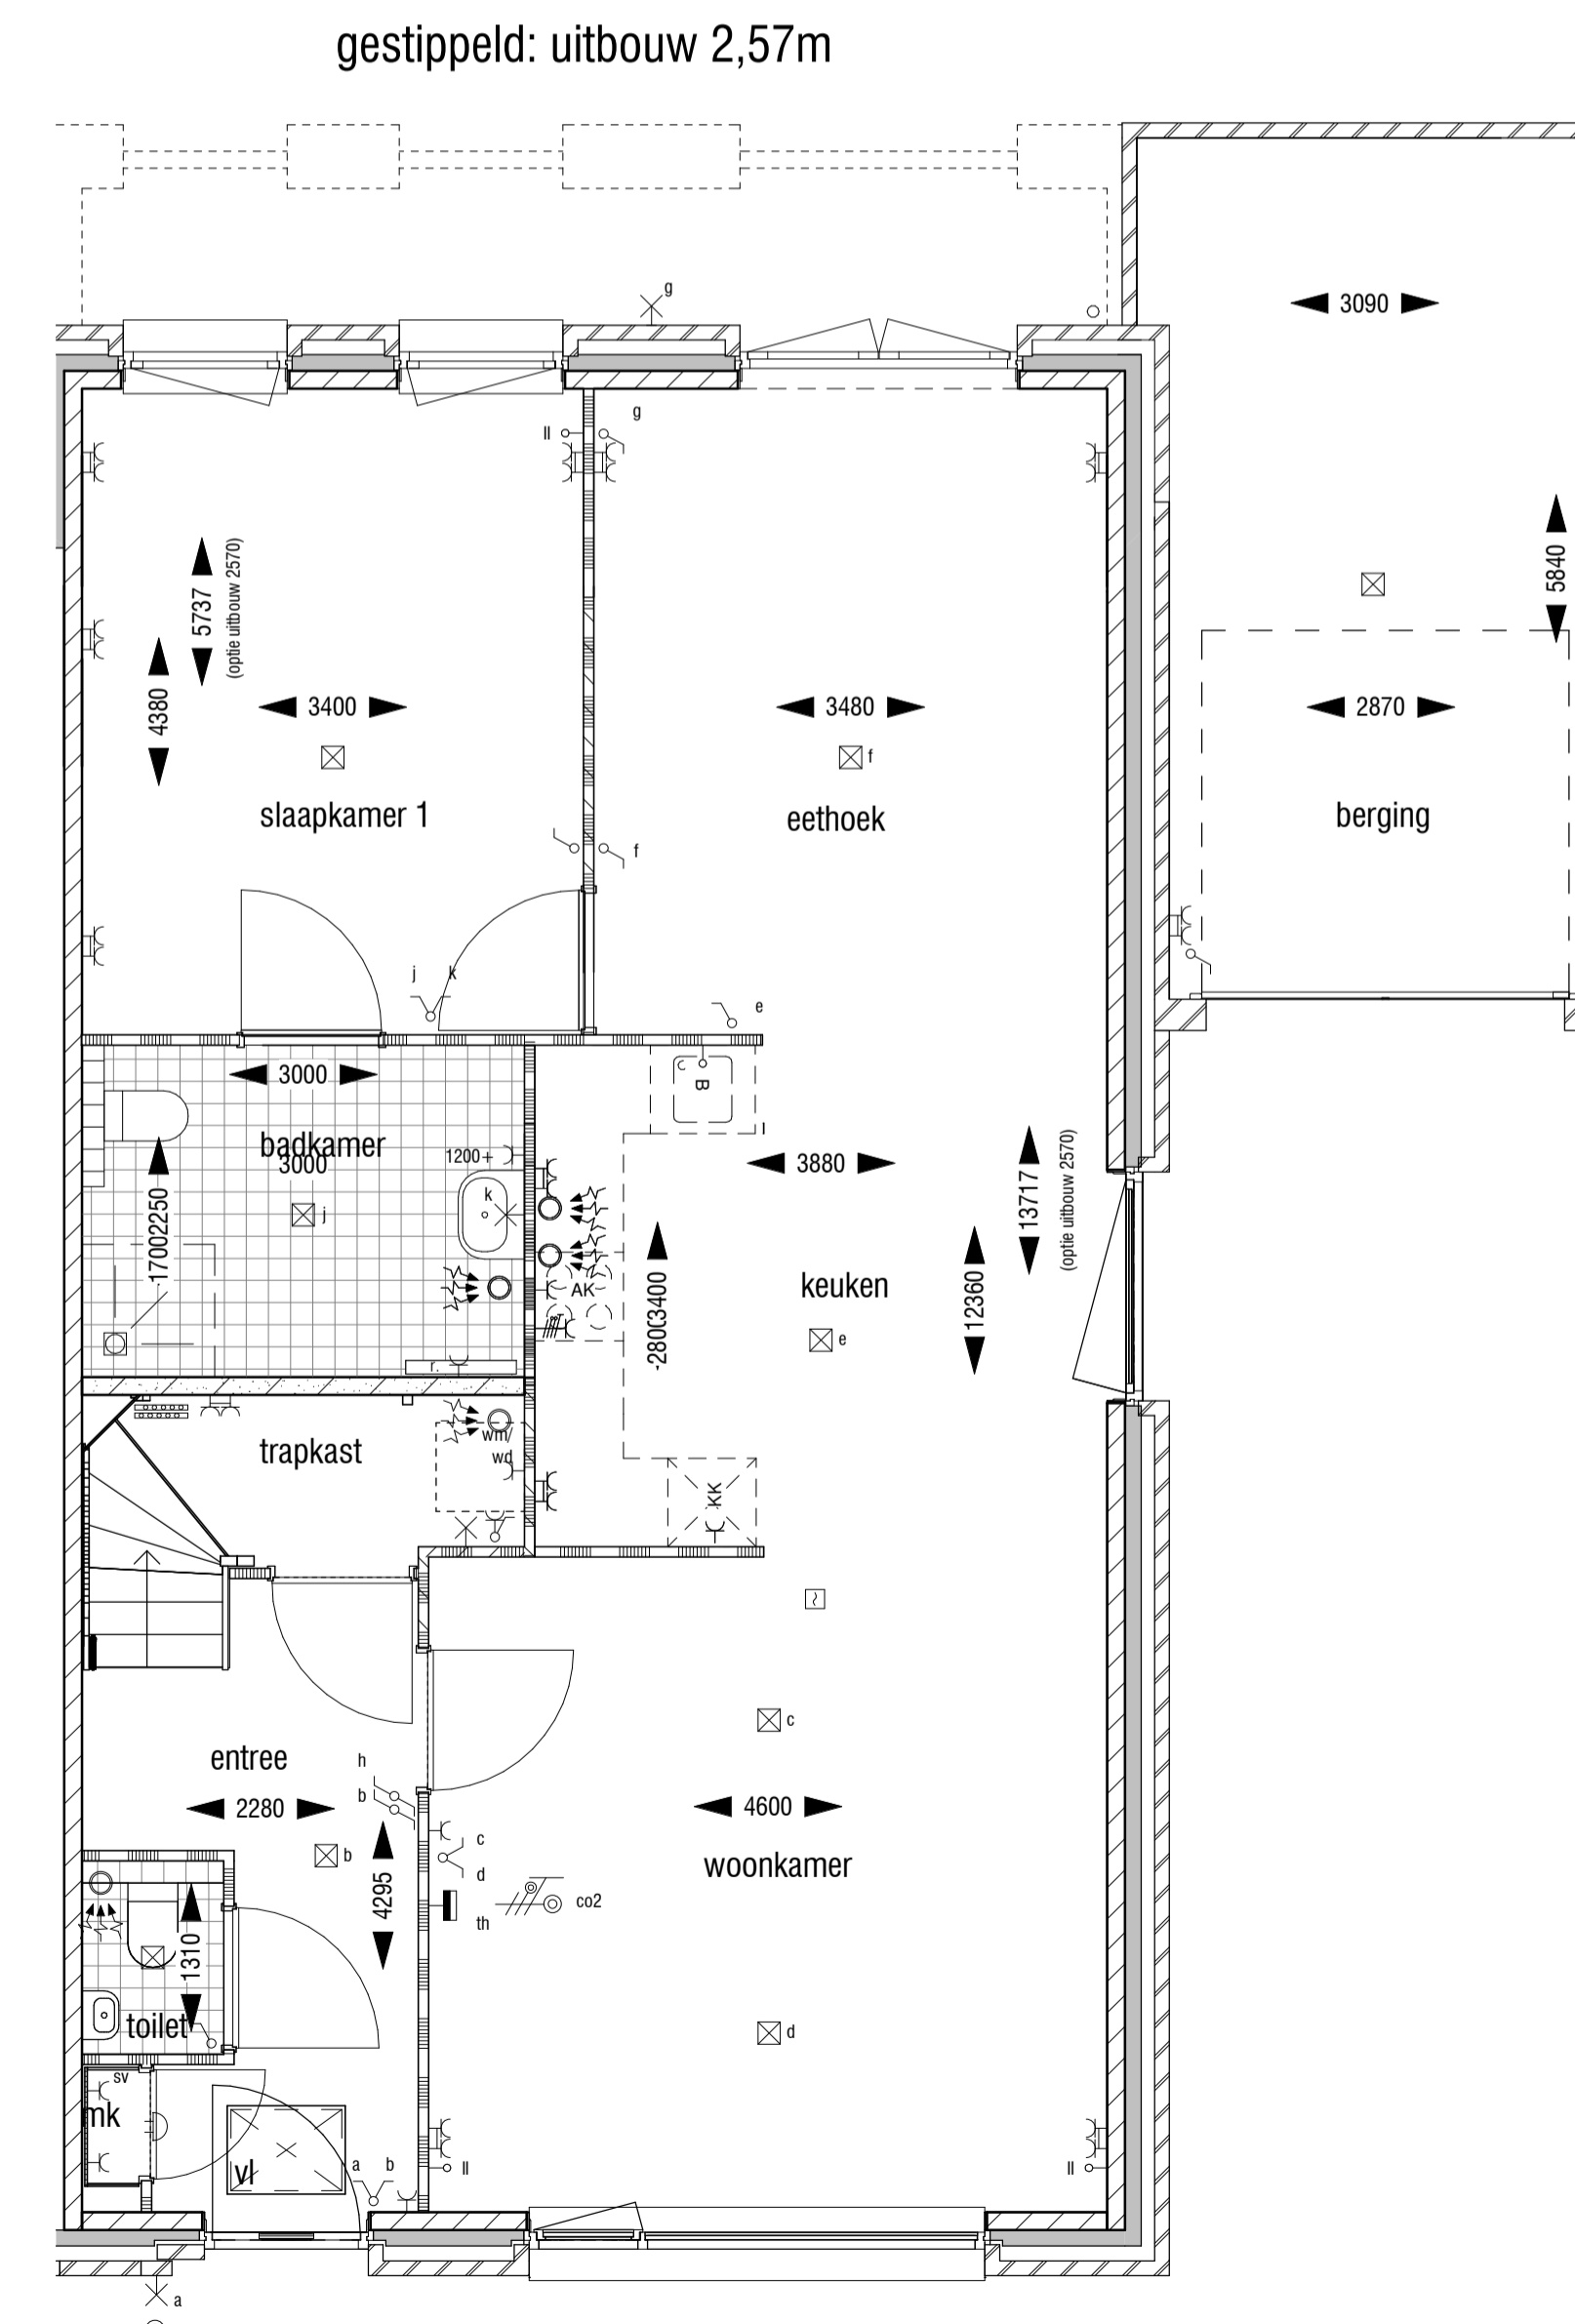 gestippeld: uitbouw 2,57m
g
3090
g
ll
5737
(optie uitbouw 2570)
5840
4380
3400
3480
2870
f
slaapkamer 1
eethoek
berging
f
j
k
e
3000
B
badkamer
3000
1200+
3880
13717
(optie uitbouw 2570)
k
j
17002250
AK
keuken
3400
12360
e
r.
trapkast
wm/
wd
KK
c
entree
h
b
2280
4600
c
b
woonkamer
d
4295
co2
th
1310
toilet
d
sv
mk
vl
a
b
ll
ll
a